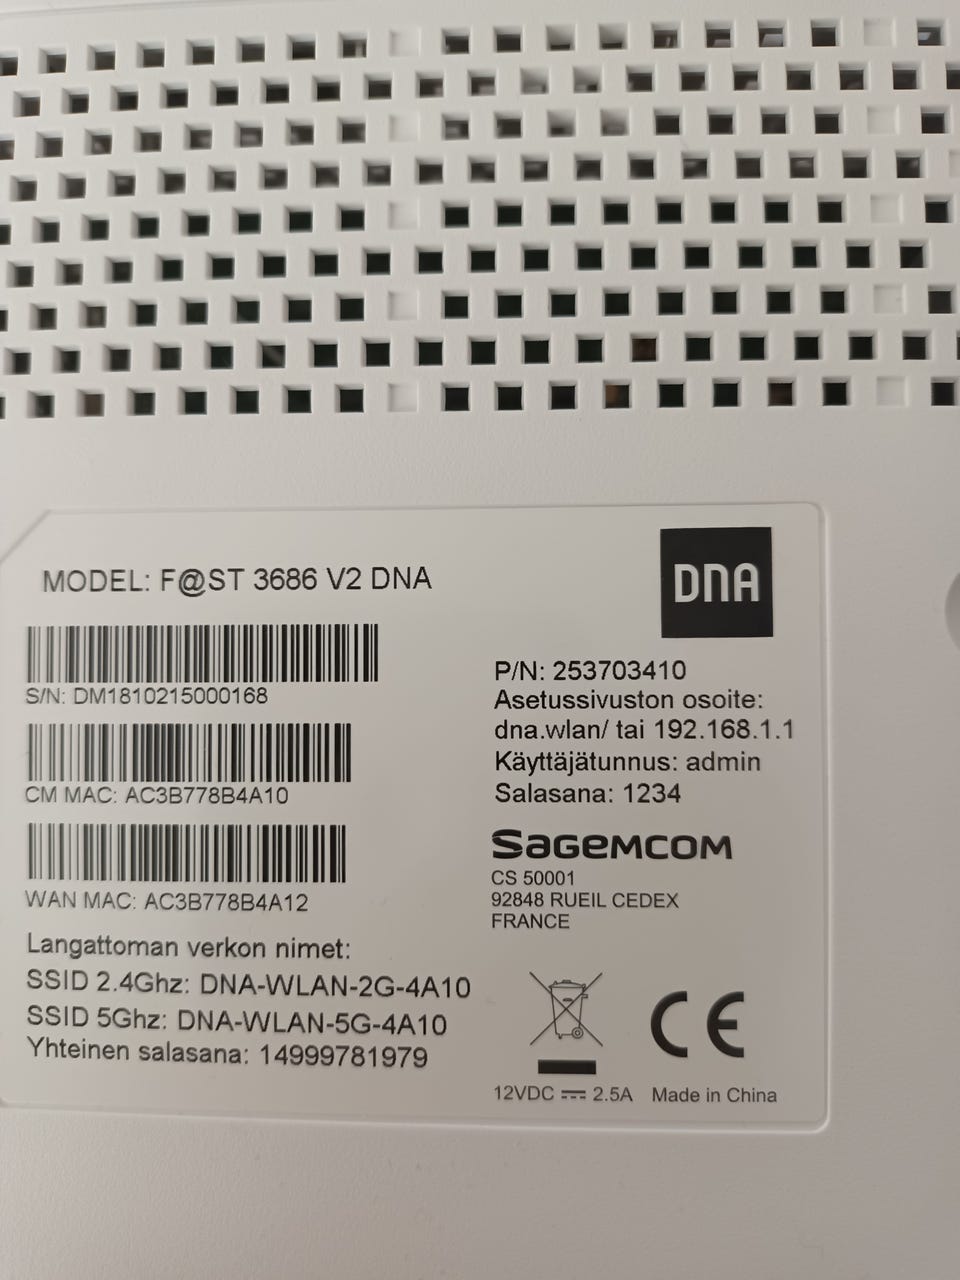 MODEL: F@ST 3686 V2 DNA
DNA
S/N: DM1810215000168
CM MAC: AC3B778B4A10
WAN MAC: AC3B778B4A12
Langattoman verkon nimet:
SSID 2.4Ghz: DNA-WLAN-2G-4A10
SSID 5Ghz: DNA-WLAN-5G-4A10
Yhteinen salasana: 14999781979
P/N: 253703410
Asetussivuston osoite:
dna.wlan/ tai 192.168.1.1
Käyttäjätunnus: admin
Salasana: 1234
SAGEMCOM
CS 50001
92848 RUEIL CEDEX
FRANCE
CE
12VDC ⎓ 2.5A Made in China